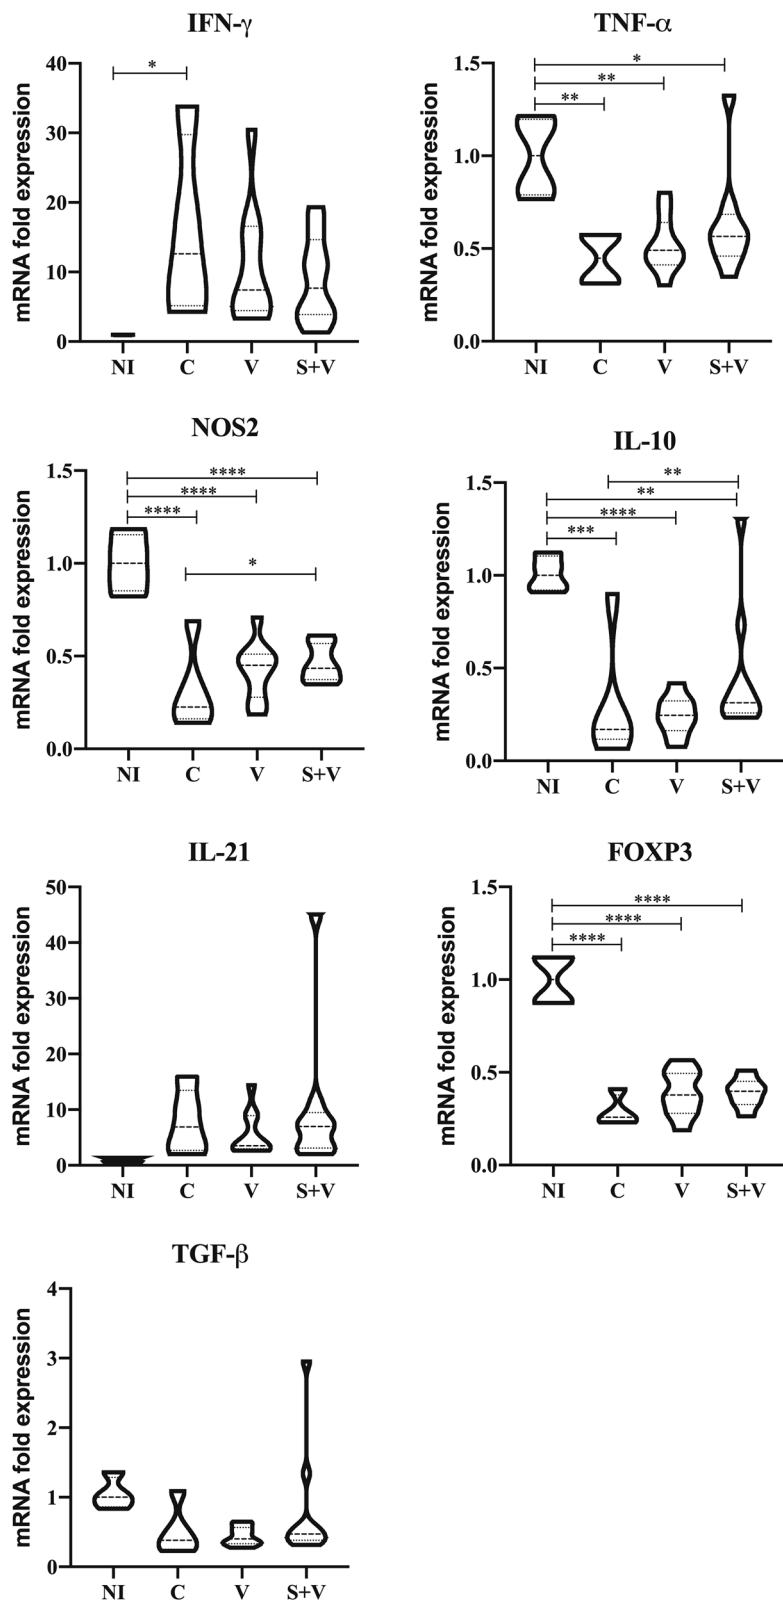 IFN-γ
mRNA fold expression
40
30
20
10
0
*
NI C V S+V
TNF-α
mRNA fold expression
1.5
1.0
0.5
0.0
*
**
**
NI C V S+V
NOS2
mRNA fold expression
1.5
1.0
0.5
0.0
****
****
****
*
NI C V S+V
IL-10
mRNA fold expression
1.5
1.0
0.5
0.0
**
**
****
***
NI C V S+V
IL-21
mRNA fold expression
50
40
30
20
10
0
NI C V S+V
FOXP3
mRNA fold expression
1.5
1.0
0.5
0.0
****
****
****
NI C V S+V
TGF-β
mRNA fold expression
4
3
2
1
0
NI C V S+V